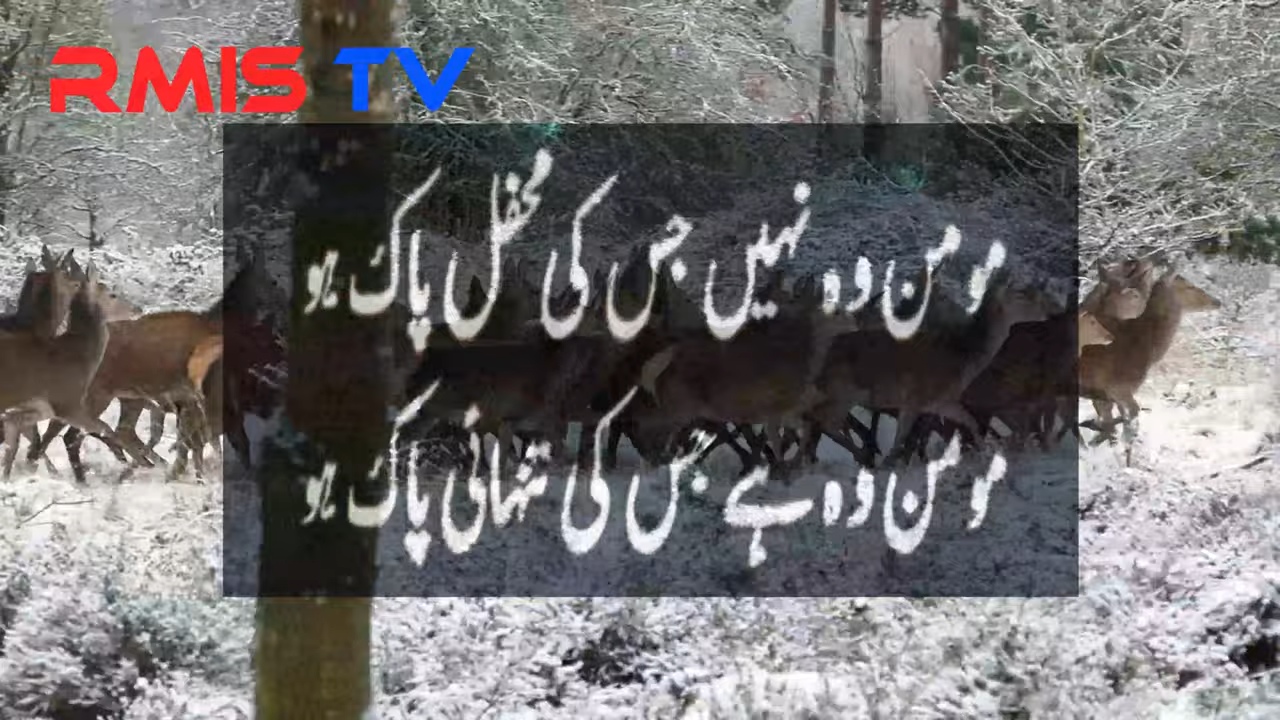 RMIS TV
مومن وہ نہیں جس کی محفل پاک ہو
مومن وہ ہے جس کی تنہائی پاک ہو